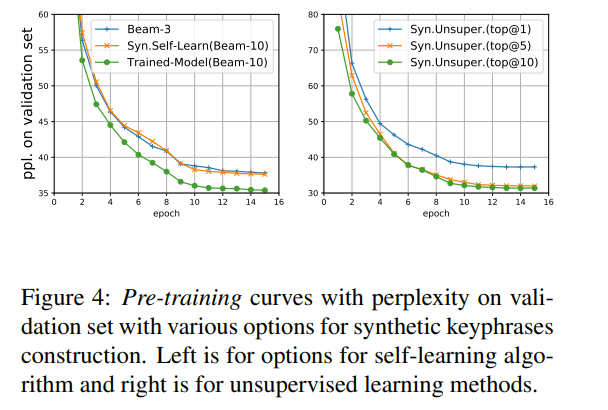 ppl. on validation set
60
55
50
45
40
35
0 2 4 6 8 10 12 14 16
epoch
Beam-3
Syn.Self-Learn(Beam-10)
Trained-Model(Beam-10)
80
70
60
50
40
30
0 2 4 6 8 10 12 14 16
epoch
Syn.Unsuper.(top@1)
Syn.Unsuper.(top@5)
Syn.Unsuper.(top@10)
Figure 4: Pre-training curves with perplexity on vali-
dation set with various options for synthetic keyphrases
construction. Left is for options for self-learning algo-
rithm and right is for unsupervised learning methods.